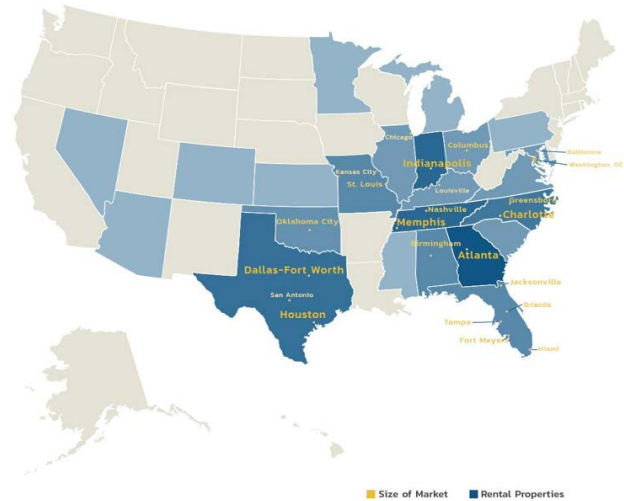 Chicago
Columbus
Baltimore
Washington, DC
Indianapolis
Kansas City
St. Louis
Louisville
Greensboro
Nashville
Charlotte
Memphis
Oklahoma City
Birmingham
Atlanta
Dallas-Fort Worth
Jacksonville
San Antonio
Orlando
Houston
Tampa
Fort Meyers
Miami
Size of Market
Rental Properties